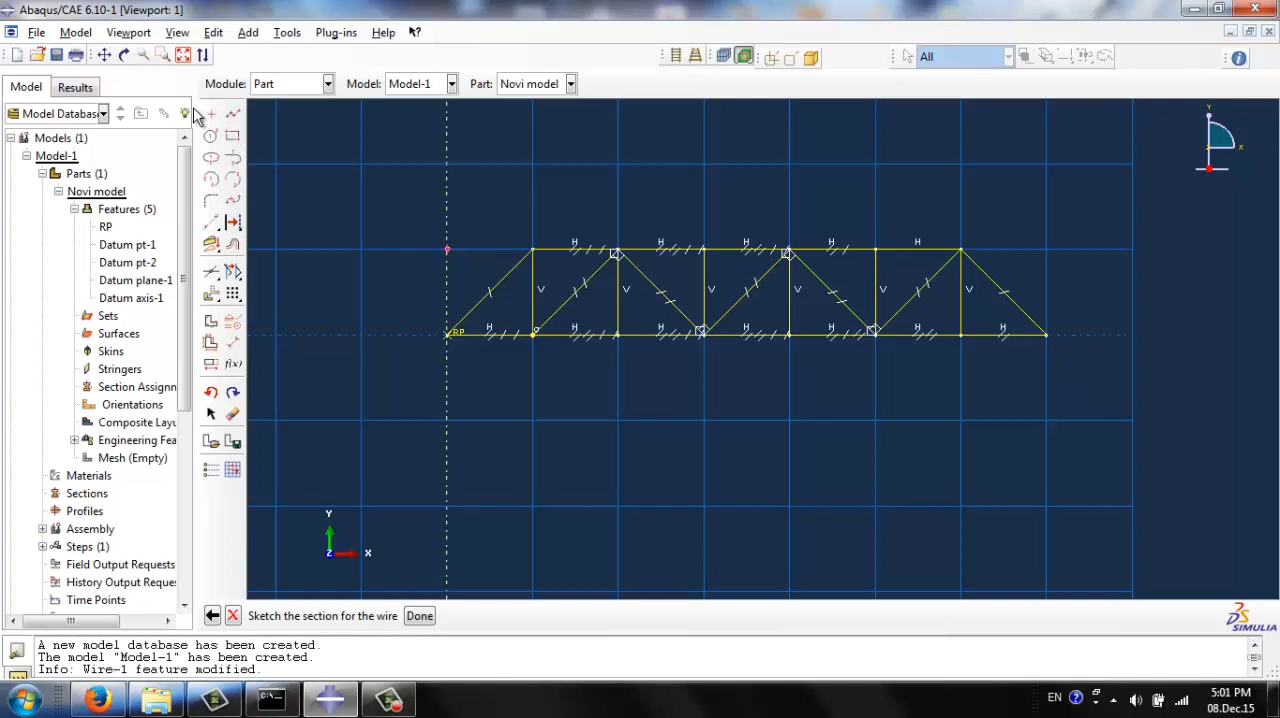 Abaqus/CAE 6.10-1 [Viewport: 1]
File Model Viewport View Edit Add Tools Plug-ins Help
All
Model Results
Module: Part Model: Model-1 Part: Novi model
Model Databas
Models (1)
Model-1
Parts (1)
Novi model
Features (5)
RP
Datum pt-1
Datum pt-2
Datum plane-1
Datum axis-1
Sets
Surfaces
Skins
Stringers
Section Assignm
Orientations
Composite Layu
Engineering Fea
Mesh (Empty)
Materials
Sections
Profiles
Assembly
Steps (1)
Field Output Requests
History Output Reques
Time Points
f(x)
Y
X
H H H H H
V V V V V V
RP
H H H H H H H
Y
Z X
Sketch the section for the wire Done
SIMULIA
A new model database has been created.
The model "Model-1" has been created.
Info: Wire-1 feature modified.
EN
5:01 PM
08.Dec.15